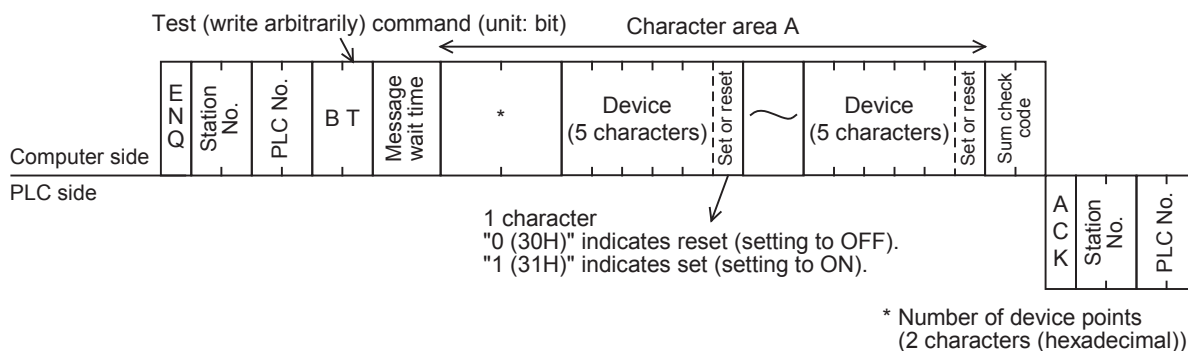 Test (write arbitrarily) command (unit: bit)
Character area A
ENQ
Station No.
PLC No.
B T
Message wait time
*
Device
(5 characters)
Set or reset
Device
(5 characters)
Set or reset
Sum check code
Computer side
PLC side
1 character
"0 (30H)" indicates reset (setting to OFF).
"1 (31H)" indicates set (setting to ON).
ACK
Station No.
PLC No.
* Number of device points
(2 characters (hexadecimal))